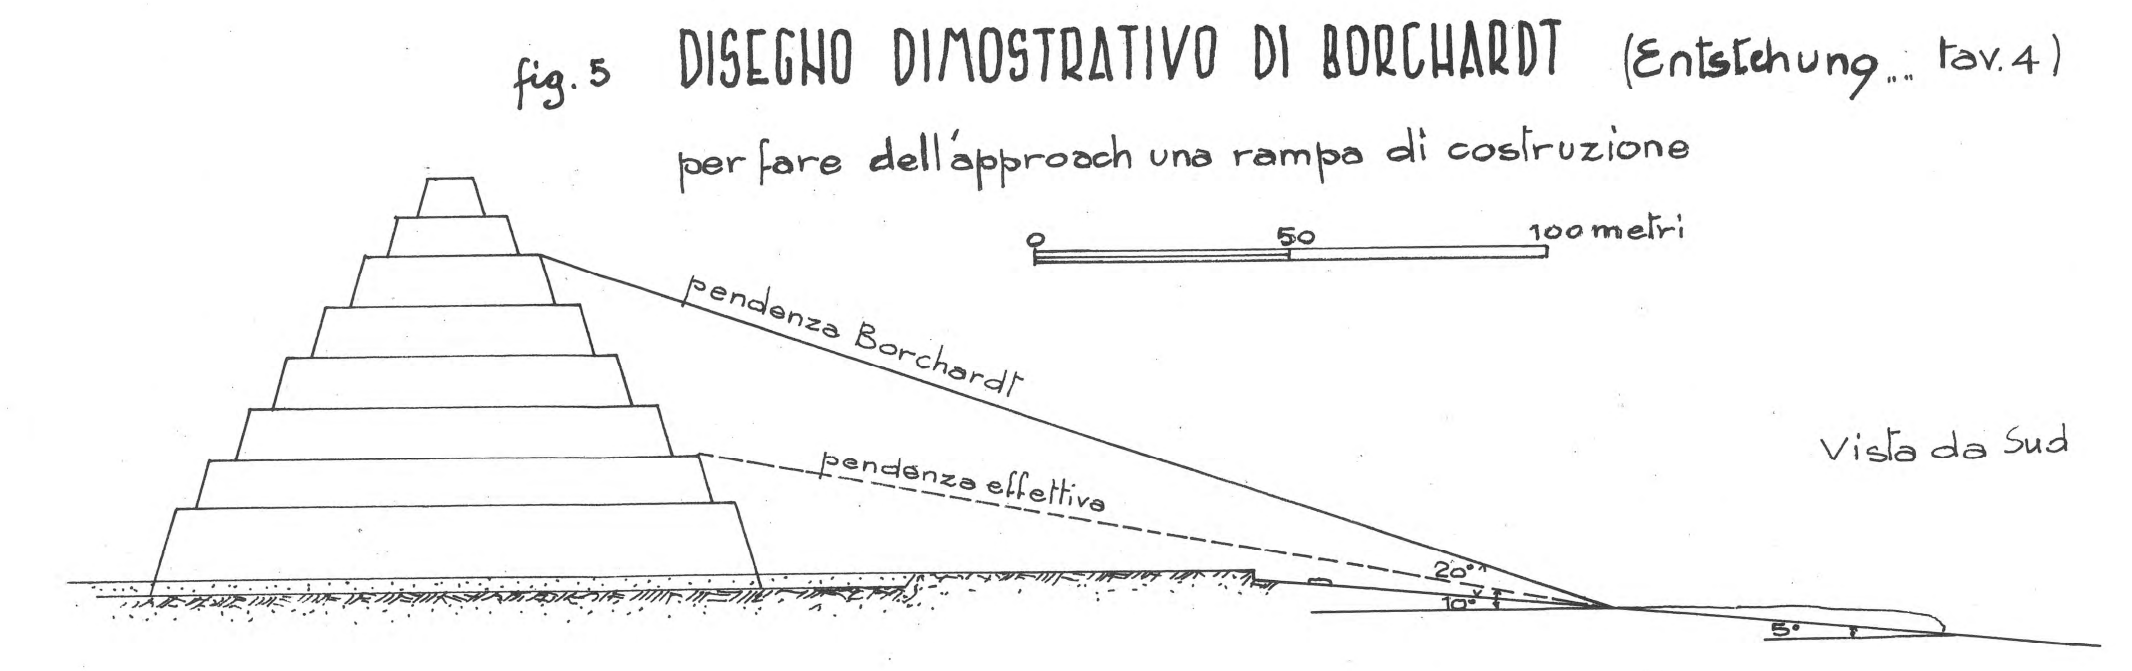 fig. 5 DISEGNO DIMOSTRATIVO DI BORCHARDT (Entstehung..... tav. 4)
per fare dell'approach una rampa di costruzione
0 50 100 metri
pendenza Borchardt
Vista da Sud
pendenza effettiva
20°
10°
5°